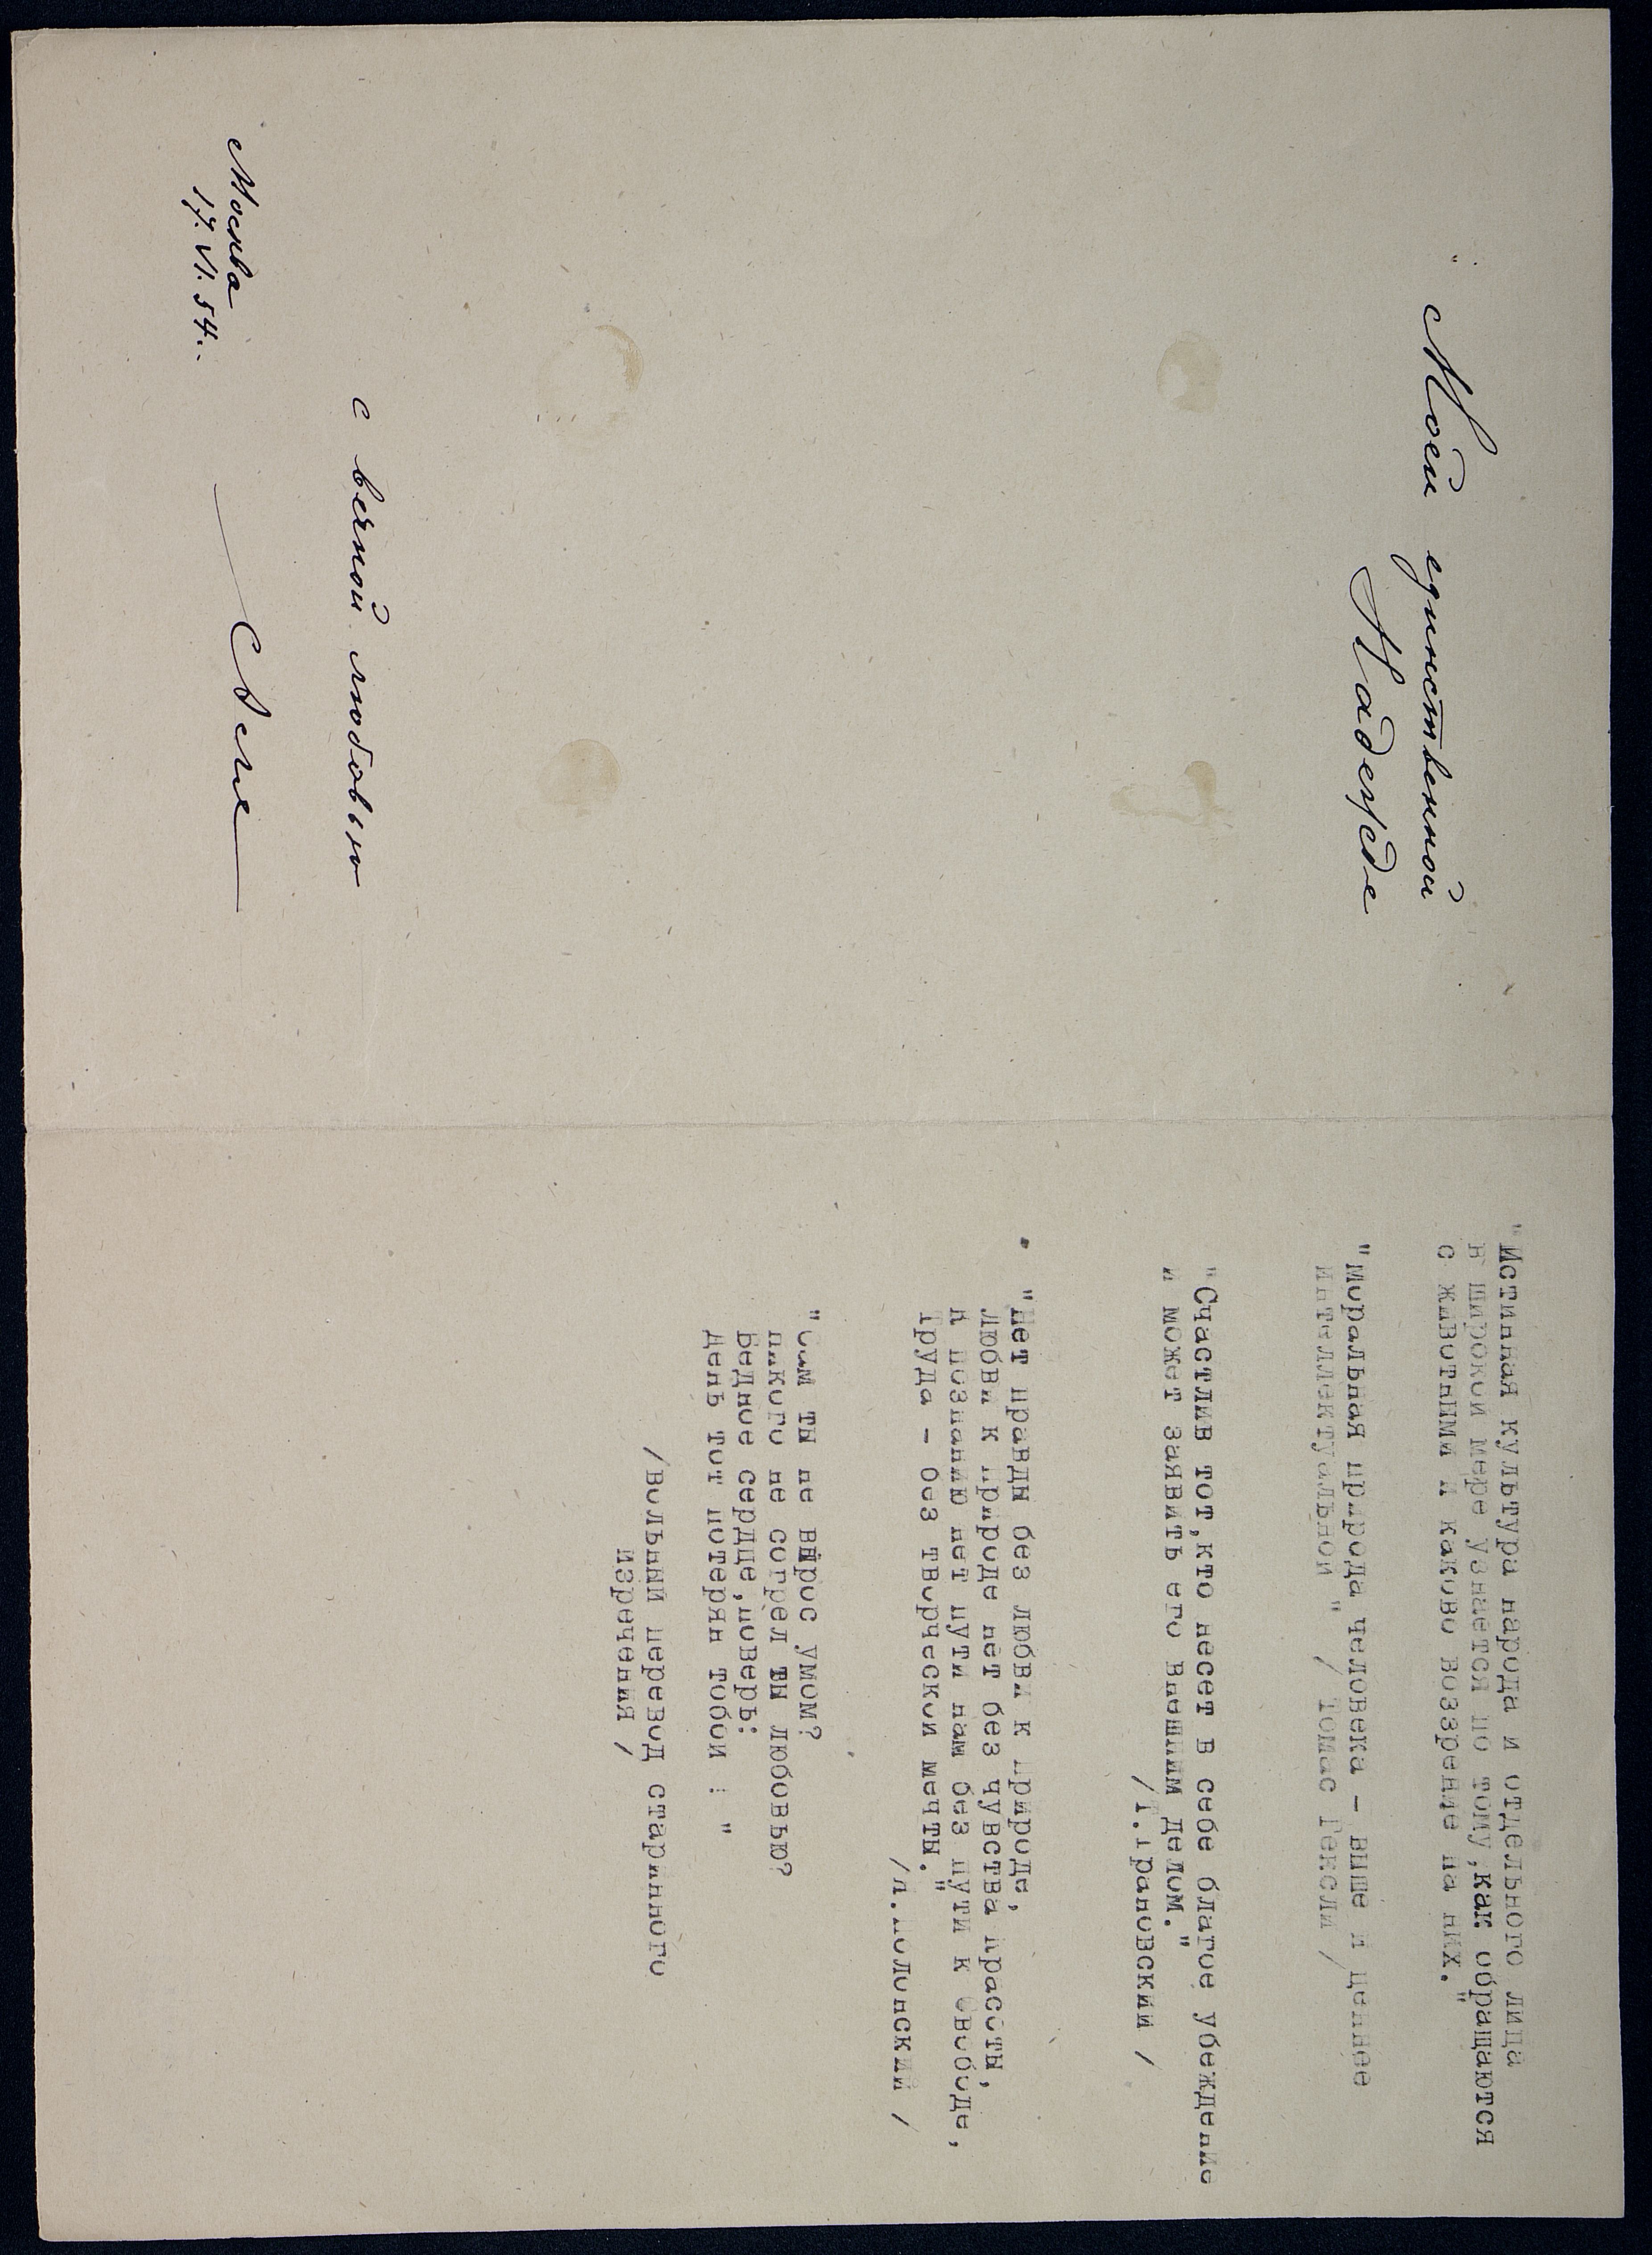 Моей единственной
Надежде
с вечной любовью
Москва
17.VI.54.
"Истинная культура народа и отдельного лица
в широкой мере узнается по тому,как обращаются
с животными и каково воззрение на них."
"Моральная природа человека - выше и ценнее
интеллектуальной" / Томас Гексли /
"Счастлив тот,кто несет в себе благое убеждение
и может заявить его внешним делом."
/Т.Грановский /
"Нет правды без любви к природе,
Любви к природе нет без чувства красоты,
К познанию нет пути нам без пути к свободе,
Труда - без творческой мечты."
/Я.Полонский /
"Коли ты не вырос умом?
Никого не согрел ты любовью?
Бедное сердце,поверь:
День тот потерян тобой ! "
/Вольный перевод старинного
изречения /